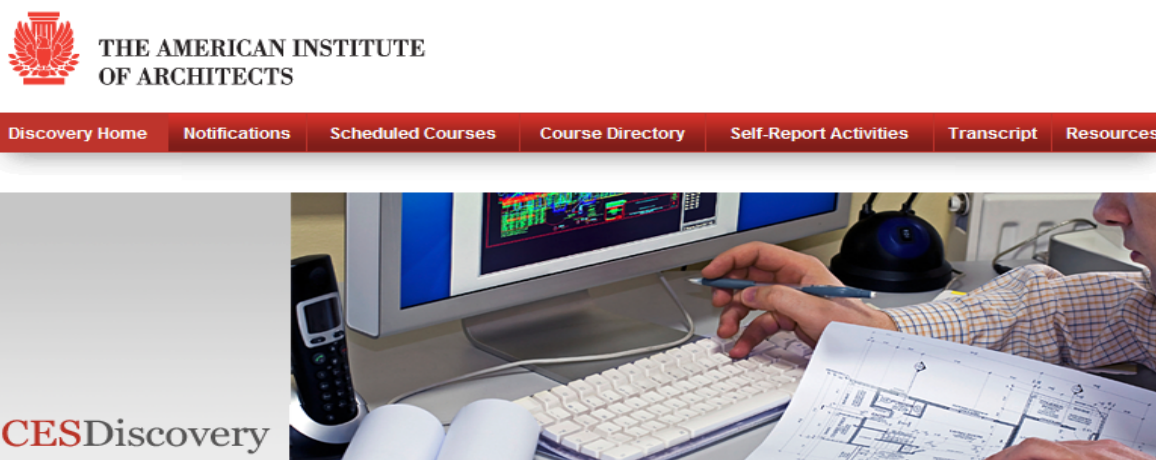 THE AMERICAN INSTITUTE
OF ARCHITECTS
Discovery Home Notifications Scheduled Courses Course Directory Self-Report Activities Transcript Resources
CESDiscovery